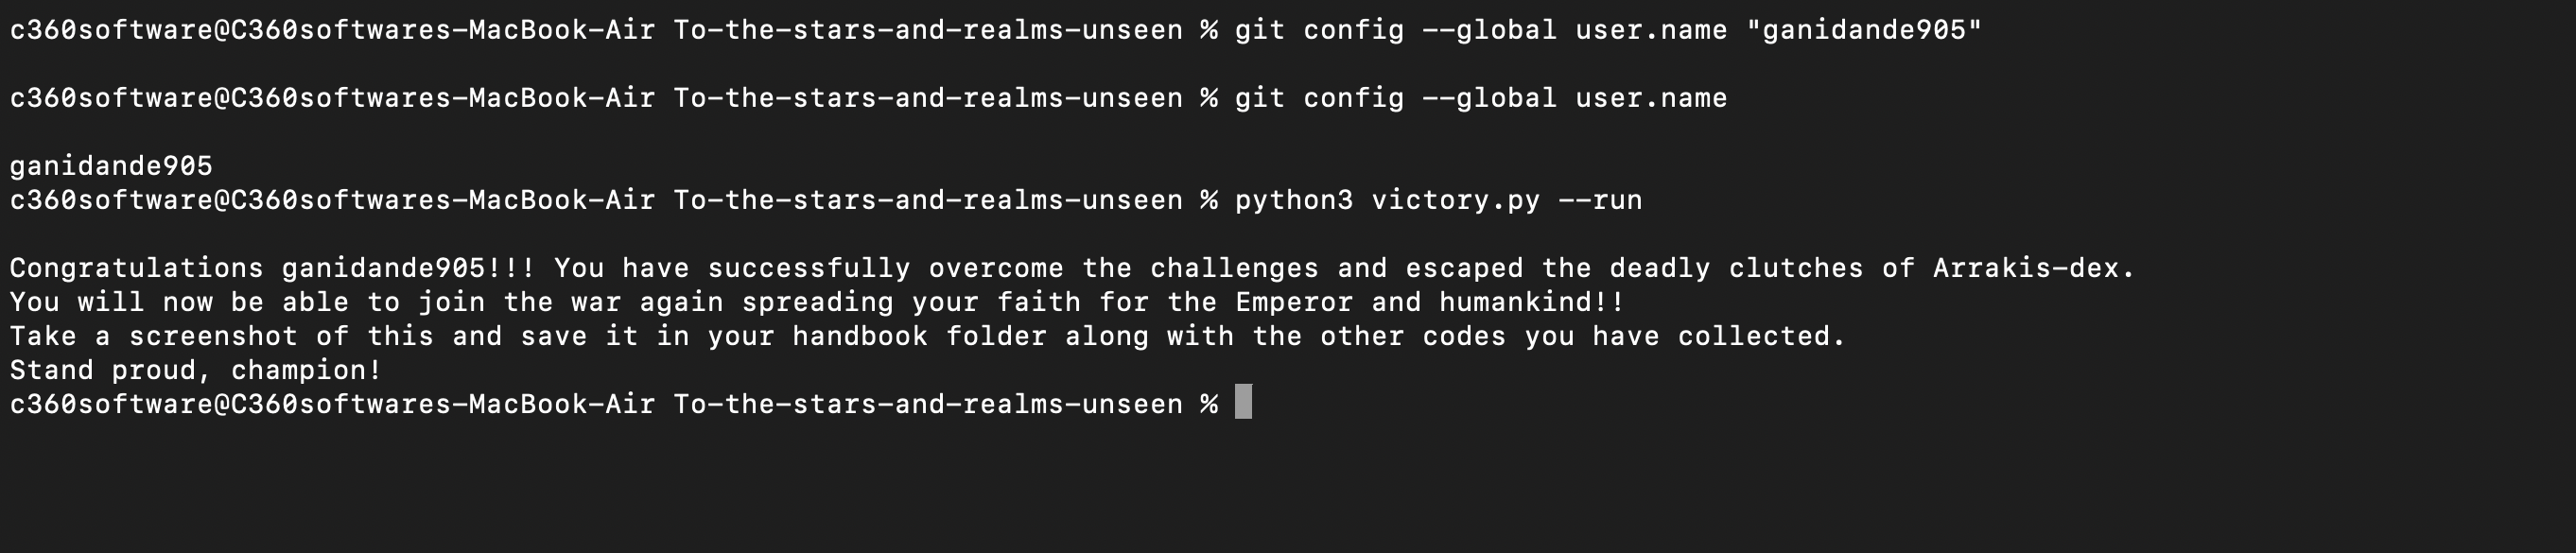 c360software@C360softwares-MacBook-Air To-the-stars-and-realms-unseen % git config --global user.name "ganidande905"
c360software@C360softwares-MacBook-Air To-the-stars-and-realms-unseen % git config --global user.name
ganidande905
c360software@C360softwares-MacBook-Air To-the-stars-and-realms-unseen % python3 victory.py --run
Congratulations ganidande905!!! You have successfully overcome the challenges and escaped the deadly clutches of Arrakis-dex.
You will now be able to join the war again spreading your faith for the Emperor and humankind!!
Take a screenshot of this and save it in your handbook folder along with the other codes you have collected.
Stand proud, champion!
c360software@C360softwares-MacBook-Air To-the-stars-and-realms-unseen %